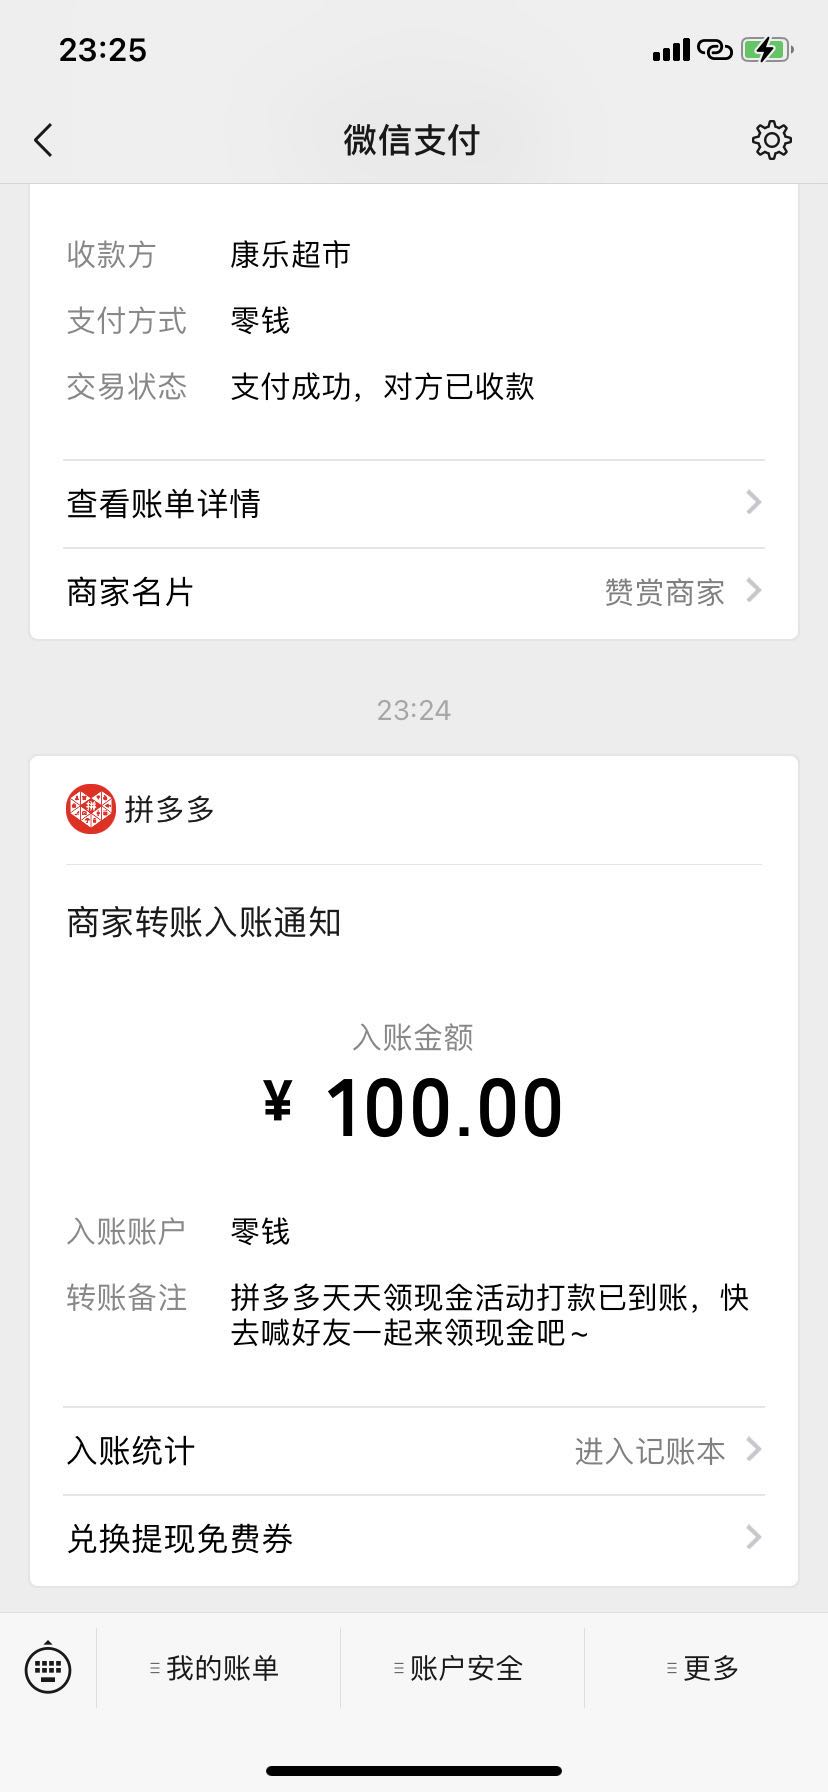 23:25
微信支付
收款方 康乐超市
支付方式 零钱
交易状态 支付成功，对方已收款
查看账单详情
商家名片 赞赏商家
23:24
拼多多
商家转账入账通知
入账金额
¥ 100.00
入账账户 零钱
转账备注 拼多多天天领现金活动打款已到账，快
去喊好友一起来领现金吧~
入账统计 进入记账本
兑换提现免费券
我的账单 账户安全 更多